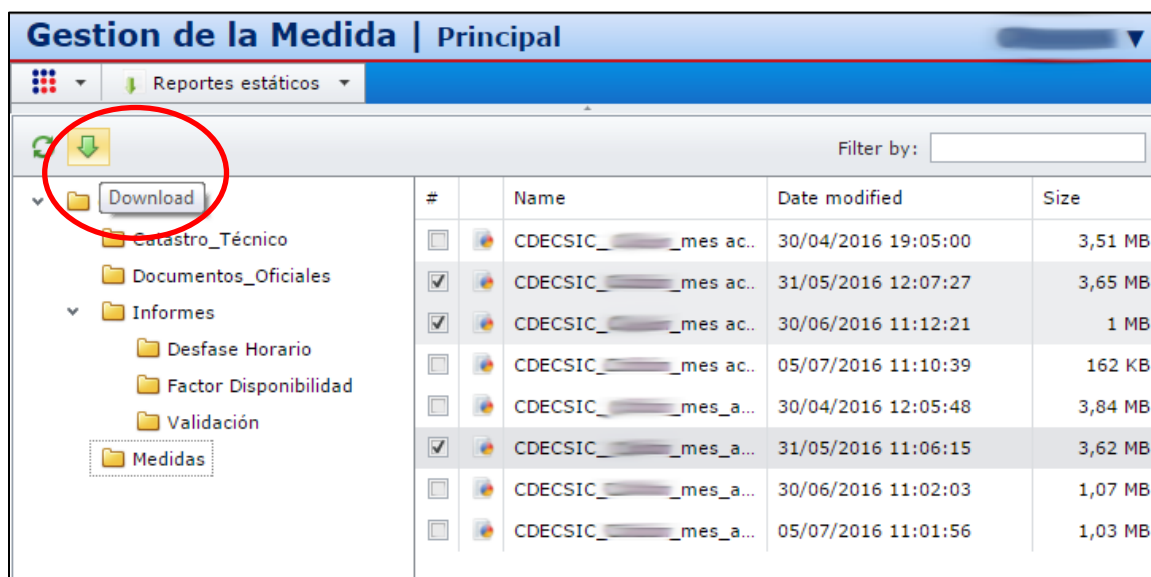 Gestion de la Medida | Principal
Reportes estáticos
Filter by:
Download
Catastro_Técnico
Documentos_Oficiales
Informes
Desfase Horario
Factor Disponibilidad
Validación
Medidas
# Name Date modified Size
CDECSIC_ _mes ac.. 30/04/2016 19:05:00 3,51 MB
CDECSIC_ _mes ac.. 31/05/2016 12:07:27 3,65 MB
CDECSIC_ _mes ac.. 30/06/2016 11:12:21 1 MB
CDECSIC_ _mes ac.. 05/07/2016 11:10:39 162 KB
CDECSIC_ _mes_a... 30/04/2016 12:05:48 3,84 MB
CDECSIC_ _mes_a... 31/05/2016 11:06:15 3,62 MB
CDECSIC_ _mes_a... 30/06/2016 11:02:03 1,07 MB
CDECSIC_ _mes_a... 05/07/2016 11:01:56 1,03 MB